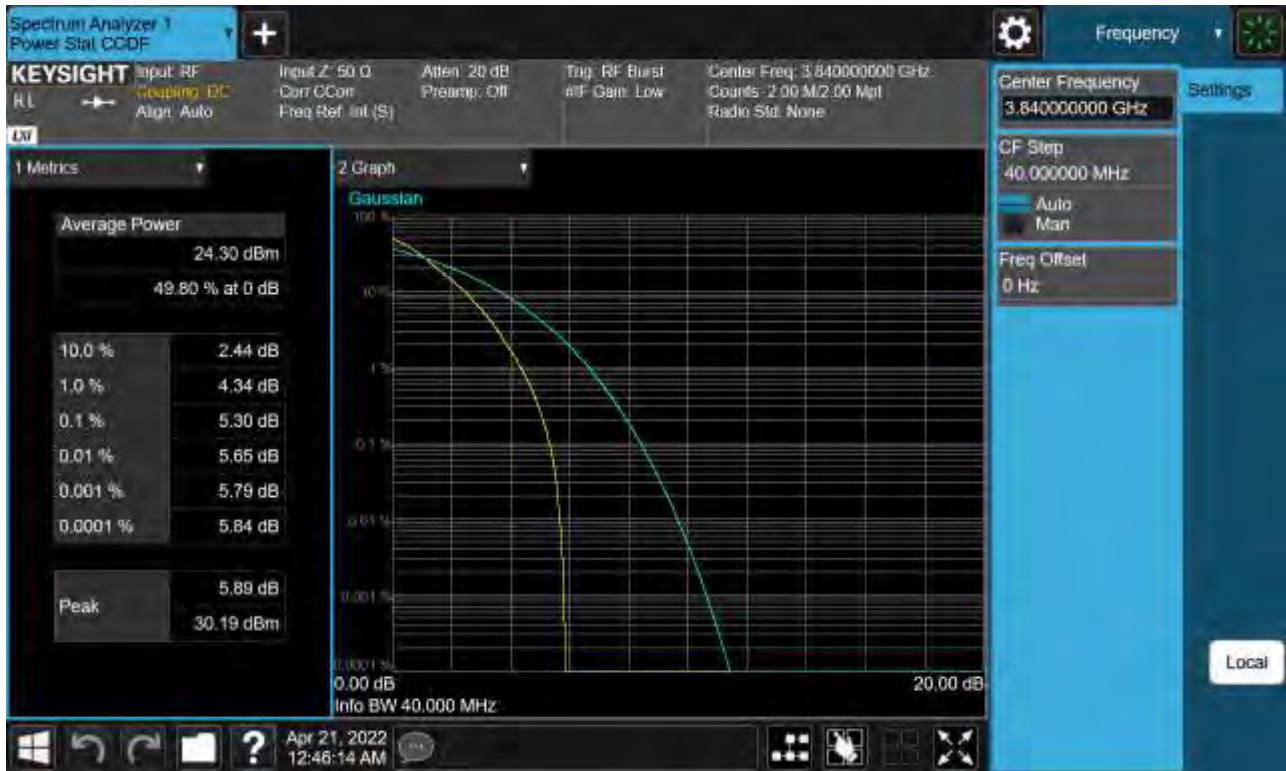 Spectrum Analyzer 1
Power Stat CCDF
Frequency
KEYSIGHT
Input: RF
Coupling: DC
Align: Auto
Input Z: 50 Ω
Corr CCorr
Freq Ref: Int (S)
Atten: 20 dB
Preamp: Off
Trig: RF Burst
#IF Gain: Low
Center Freq: 3.840000000 GHz
Counts: 2.00 M/2.00 Mpt
Radio Std: None
LXI
Center Frequency
3.840000000 GHz
Settings
CF Step
40.000000 MHz
Auto
Man
Freq Offset
0 Hz
1 Metrics
Average Power
24.30 dBm
49.80 % at 0 dB
10.0 % 2.44 dB
1.0 % 4.34 dB
0.1 % 5.30 dB
0.01 % 5.65 dB
0.001 % 5.79 dB
0.0001 % 5.84 dB
Peak
5.89 dB
30.19 dBm
2 Graph
Gaussian
100 %
10 %
1 %
0.1 %
0.01 %
0.001 %
0.0001 %
0.00 dB
20.00 dB
Info BW 40.000 MHz
Local
?
Apr 21, 2022
12:46:14 AM